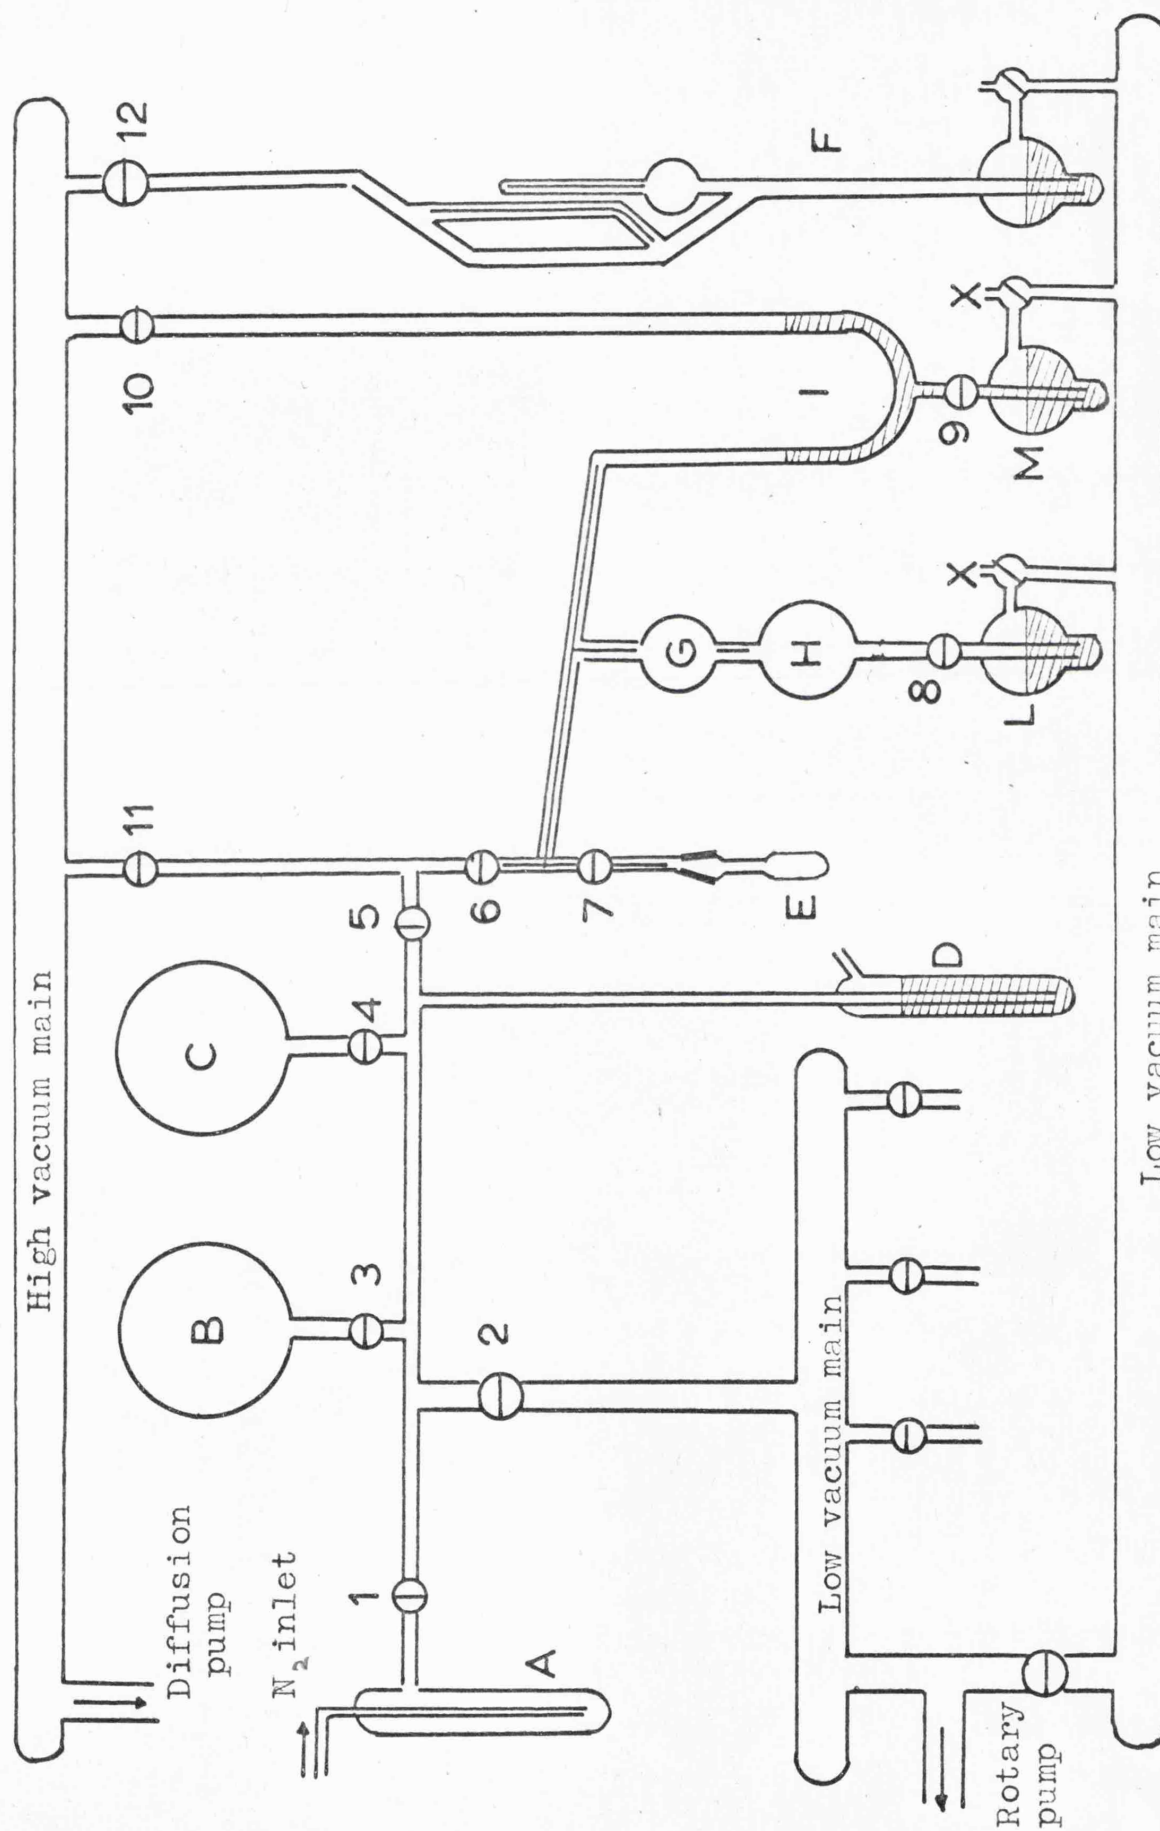 High vacuum main
Diffusion
pump
N₂ inlet
A
1
B
3
2
C
4
5
11
6
7
E
D
G
H
8
L
X
10
I
9
M
X
12
F
Low vacuum main
Rotary
pump
Low vacuum main